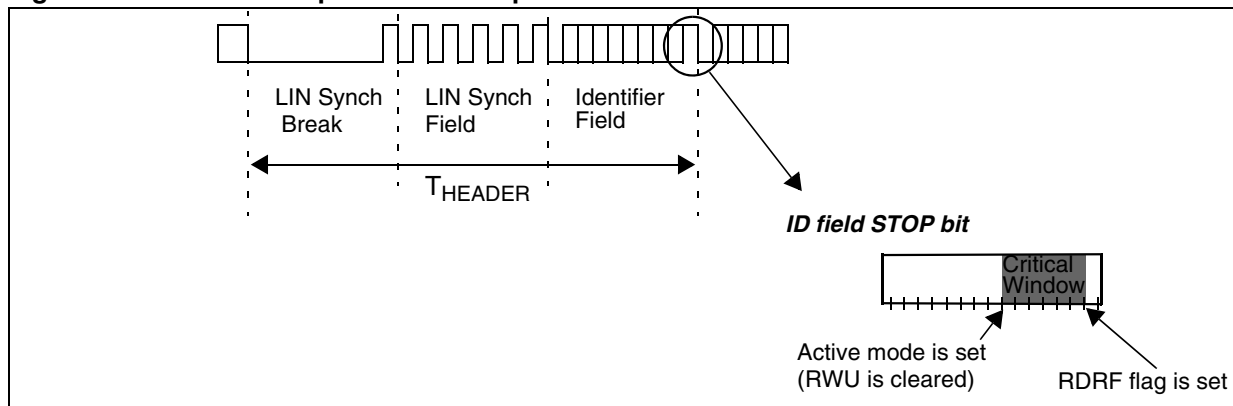 LIN Synch
Break
LIN Synch
Field
Identifier
Field
THEADER
ID field STOP bit
Critical
Window
Active mode is set
(RWU is cleared)
RDRF flag is set